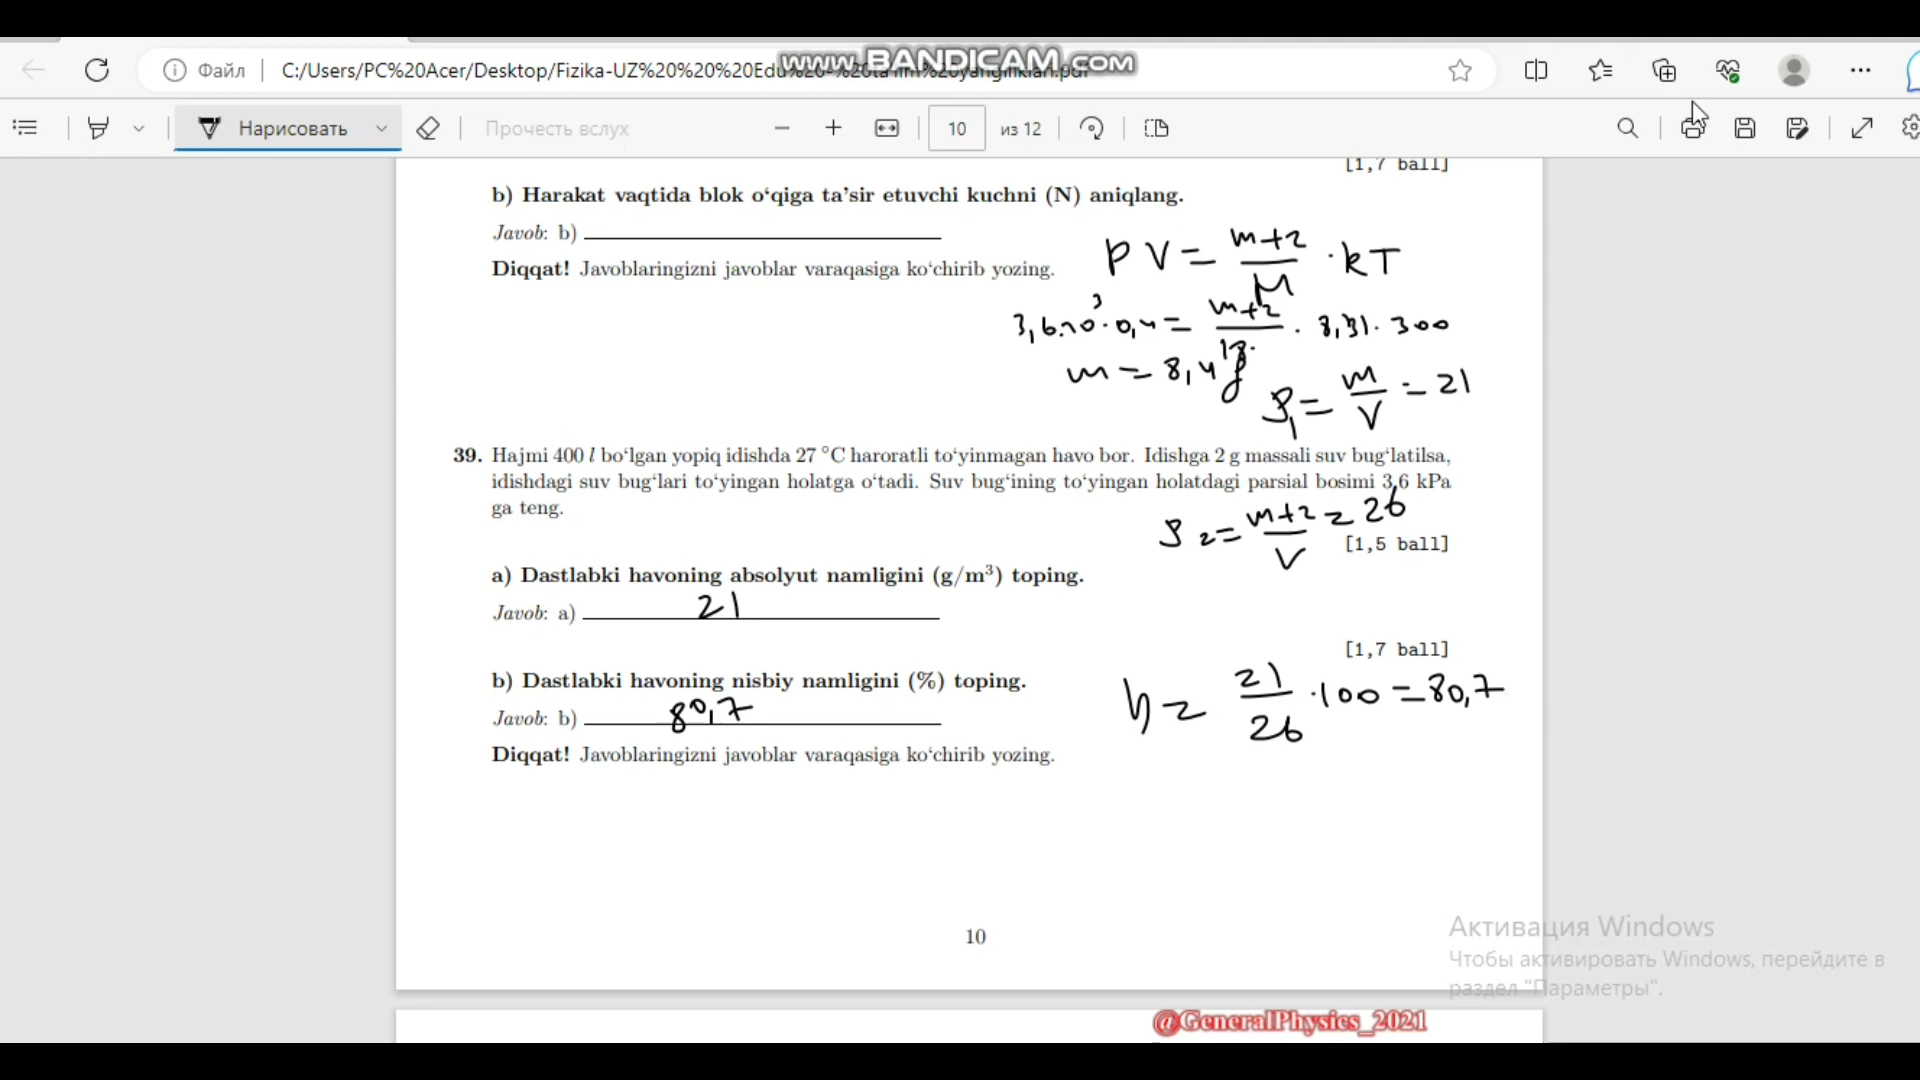 www.BANDICAM.com
Файл C:/Users/PC%20Acer/Desktop/Fizika-UZ%20%20%20Edu%20-%20ta'lim%20yangiliklari.pdf
Нарисовать Прочесть вслух 10 из 12
[1,7 ball]
b) Harakat vaqtida blok o‘qiga ta’sir etuvchi kuchni (N) aniqlang.
Javob: b)
Diqqat! Javoblaringizni javoblar varaqasiga ko‘chirib yozing.
PV = (m+2)/M · kT
3,6·10³·0,4 = (m+2)/18 · 8,31 · 300
m = 8,4 g
ρ₁ = m/V = 21
39. Hajmi 400 l bo‘lgan yopiq idishda 27 °C haroratli to‘yinmagan havo bor. Idishga 2 g massali suv bug‘latilsa,
idishdagi suv bug‘lari to‘yingan holatga o‘tadi. Suv bug‘ining to‘yingan holatdagi parsial bosimi 3,6 kPa
ga teng.
ρ₂ = (m+2)/V = 26
[1,5 ball]
a) Dastlabki havoning absolyut namligini (g/m³) toping.
Javob: a) 21
[1,7 ball]
b) Dastlabki havoning nisbiy namligini (%) toping.
Javob: b) 80,7
η = 21/26 · 100 = 80,7
Diqqat! Javoblaringizni javoblar varaqasiga ko‘chirib yozing.
10
Активация Windows
Чтобы активировать Windows, перейдите в
раздел "Параметры".
@GeneralPhysics_2021